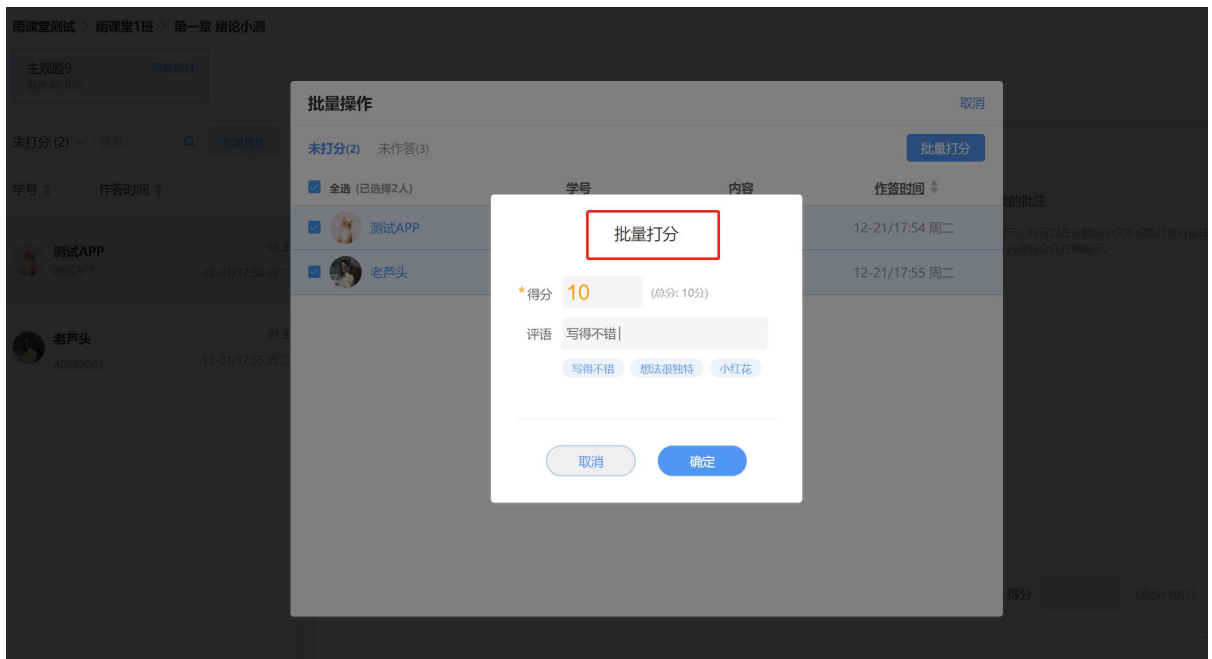 雨课堂测试 > 雨课堂1班 > 第一章 绪论小测
主观题9 查看题目
批改率: 0/2
批量操作 取消
未打分 (2) 搜索...... 批量操作
未打分(2) 未作答(3) 批量打分
学号 作答时间
全选 (已选择2人) 学号 内容 作答时间
我的批注
测试APP 12-21/17:54 周二
测试APP 3
测试APP 12-21/17:54 周二
老芦头 12-21/17:55 周二
老芦头 3
40889003 12-21/17:55 周二
批量打分
*得分 10 (总分: 10分)
评语 写得不错
写得不错 想法很独特 小红花
取消 确定
得分 (总分: 10分)